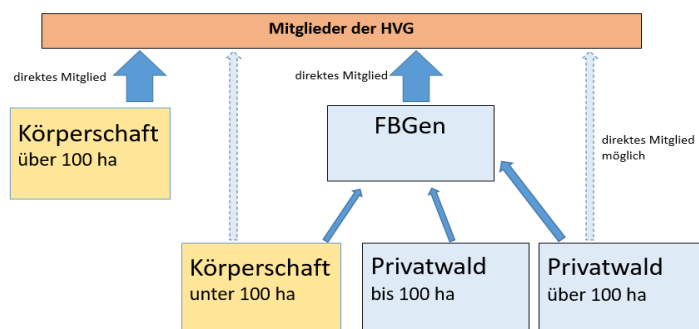 Mitglieder der HVG
direktes Mitglied
direktes Mitglied
Körperschaft
über 100 ha
FBGen
direktes Mitglied
möglich
Körperschaft
unter 100 ha
Privatwald
bis 100 ha
Privatwald
über 100 ha